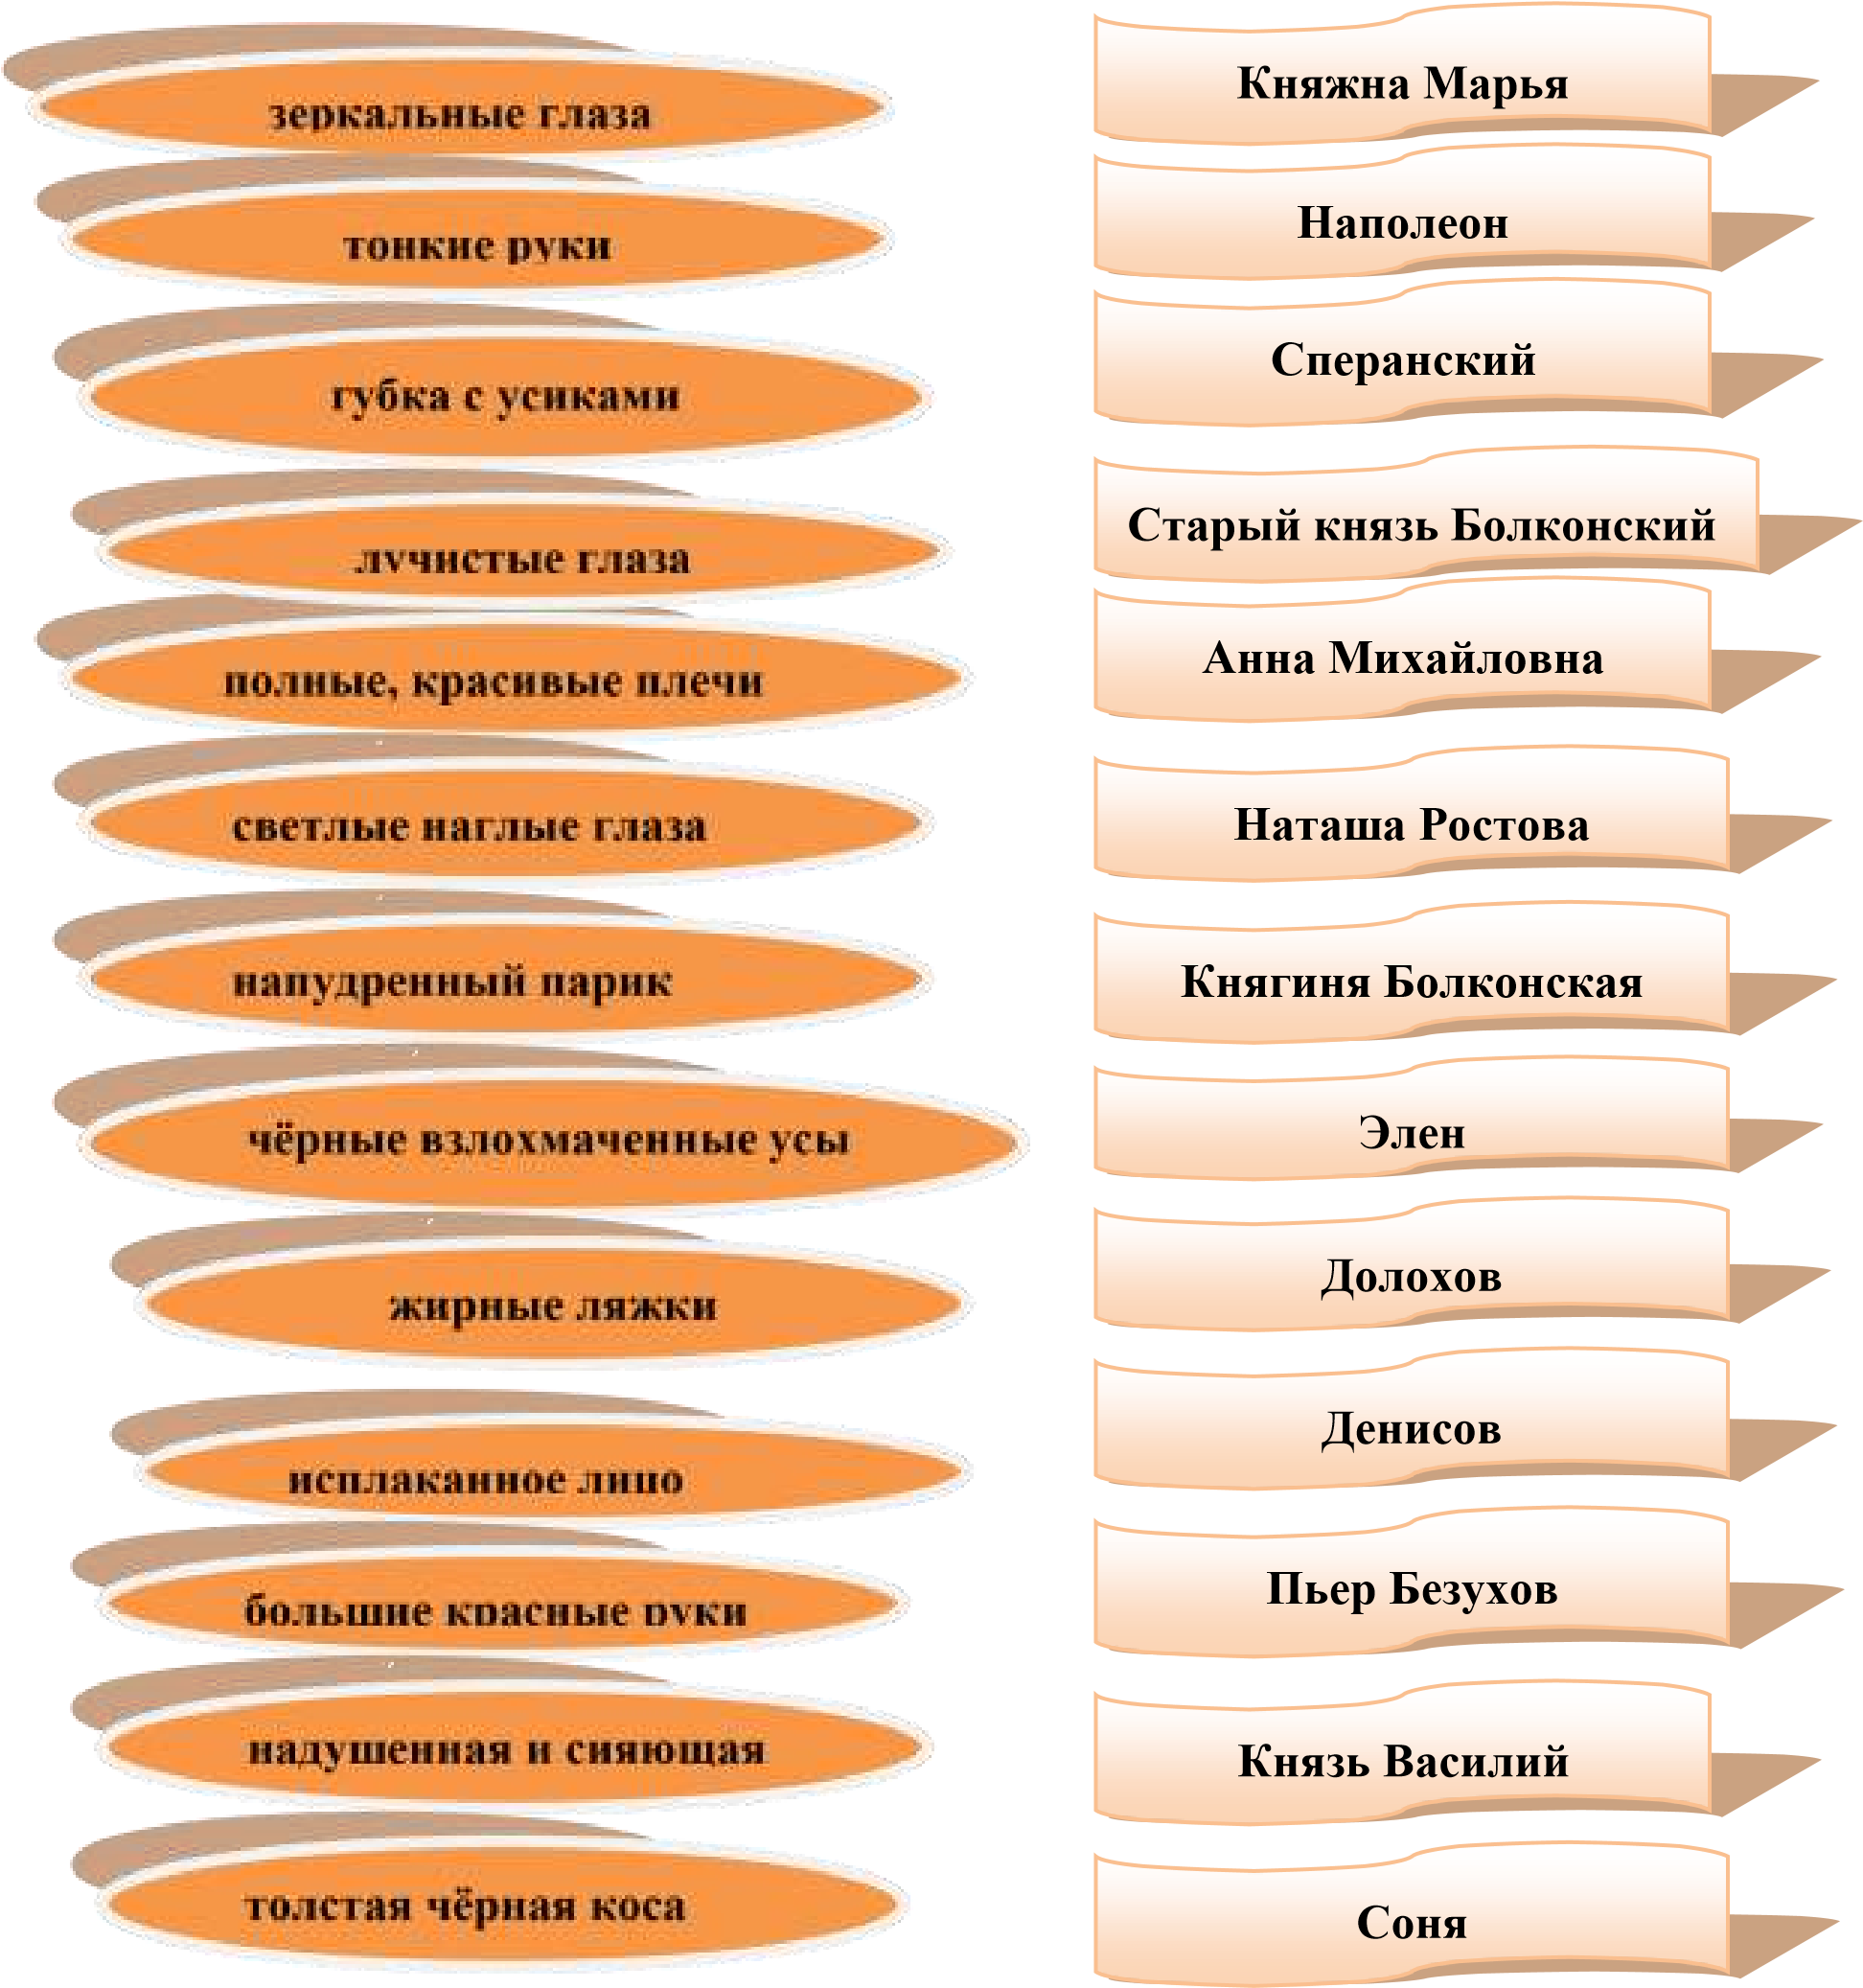 зеркальные глаза
тонкие руки
губка с усиками
лучистые глаза
полные, красивые плечи
светлые наглые глаза
напудренный парик
чёрные взлохмаченные усы
жирные ляжки
исплаканное лицо
большие красные руки
надушенная и сияющая
толстая чёрная коса
Княжна Марья
Наполеон
Сперанский
Старый князь Болконский
Анна Михайловна
Наташа Ростова
Княгиня Болконская
Элен
Долохов
Денисов
Пьер Безухов
Князь Василий
Соня